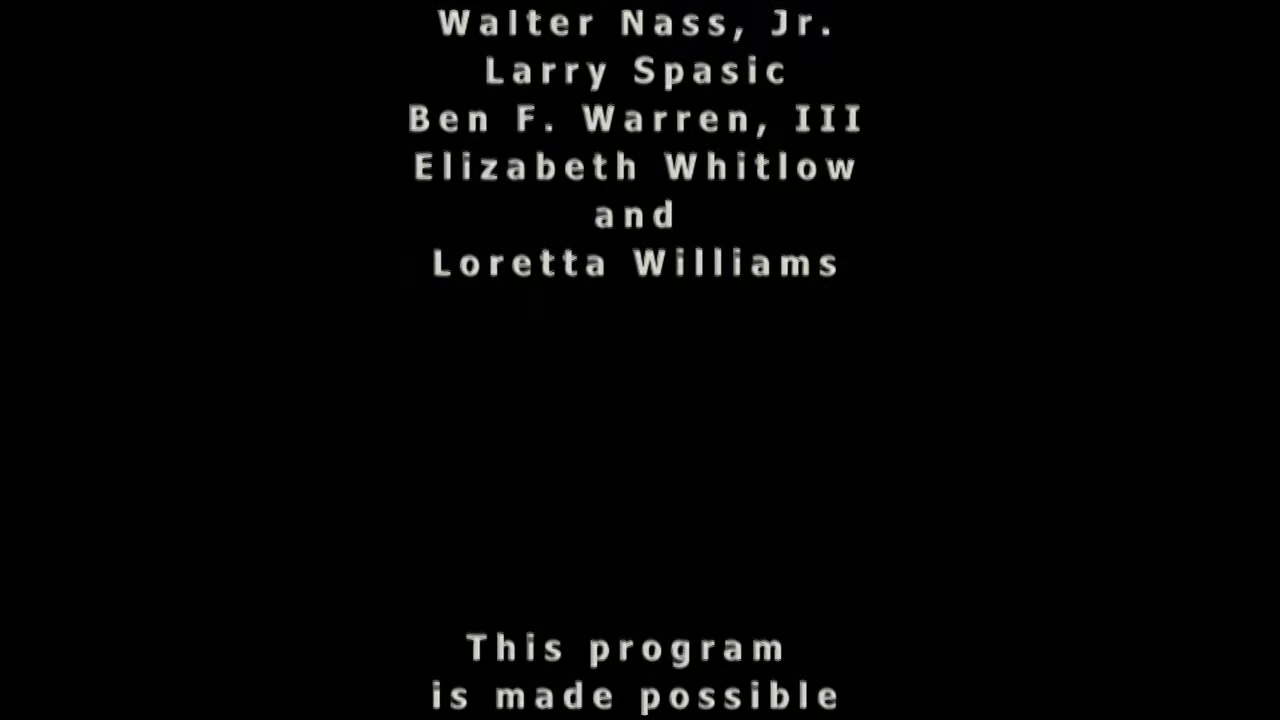 Walter Nass, Jr.
Larry Spasic
Ben F. Warren, III
Elizabeth Whitlow
and
Loretta Williams
This program
is made possible